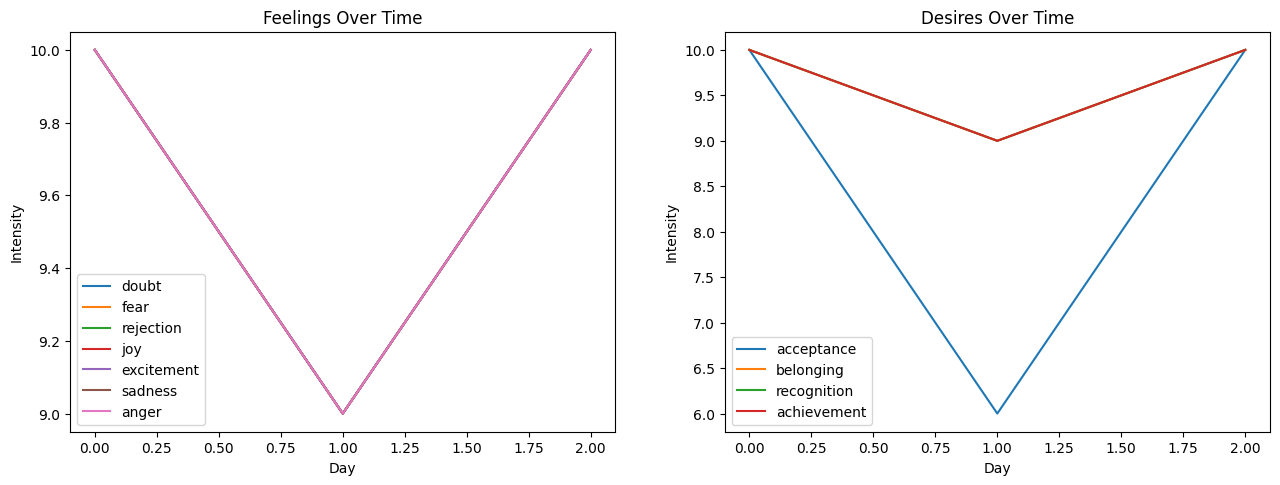 Feelings Over Time
10.0
9.8
9.6
9.4
9.2
9.0
Intensity
doubt
fear
rejection
joy
excitement
sadness
anger
0.00 0.25 0.50 0.75 1.00 1.25 1.50 1.75 2.00
Day
Desires Over Time
10.0
9.5
9.0
8.5
8.0
7.5
7.0
6.5
6.0
Intensity
acceptance
belonging
recognition
achievement
0.00 0.25 0.50 0.75 1.00 1.25 1.50 1.75 2.00
Day